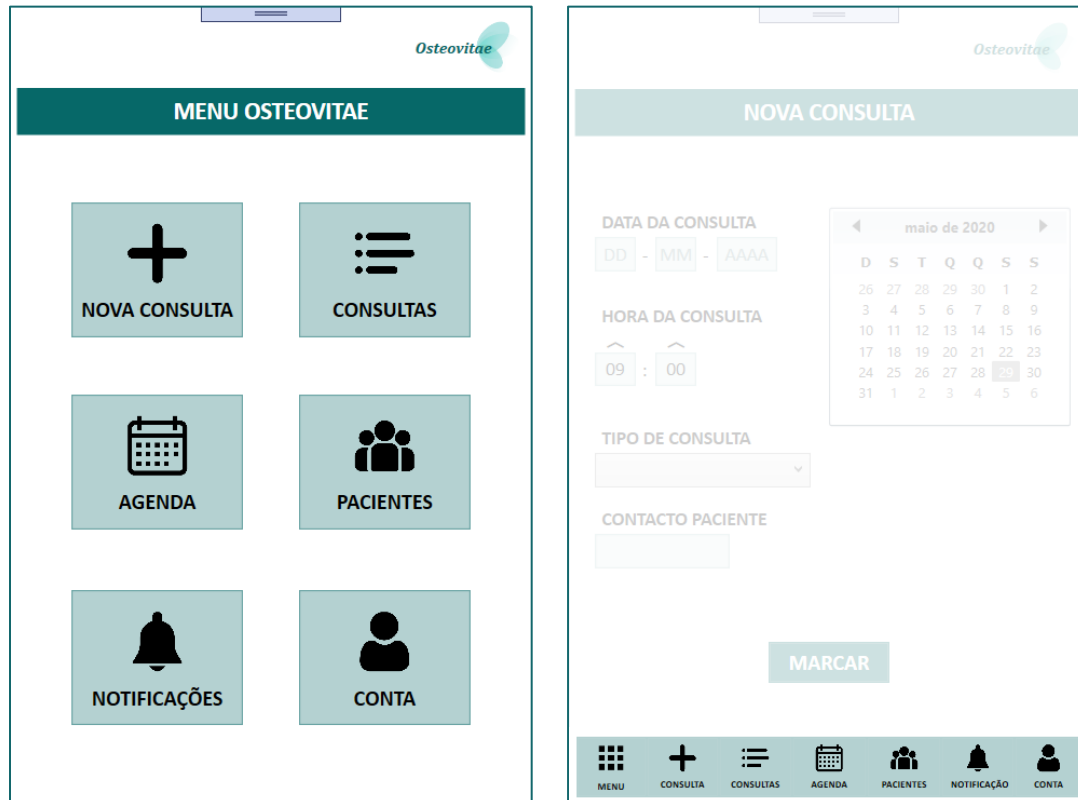 Osteovitae
MENU OSTEOVITAE
NOVA CONSULTA
CONSULTAS
AGENDA
PACIENTES
NOTIFICAÇÕES
CONTA
Osteovitae
NOVA CONSULTA
DATA DA CONSULTA
DD - MM - AAAA
HORA DA CONSULTA
09 : 00
TIPO DE CONSULTA
CONTACTO PACIENTE
maio de 2020
D S T Q Q S S
26 27 28 29 30 1 2
3 4 5 6 7 8 9
10 11 12 13 14 15 16
17 18 19 20 21 22 23
24 25 26 27 28 29 30
31 1 2 3 4 5 6
MARCAR
MENU CONSULTA CONSULTAS AGENDA PACIENTES NOTIFICAÇÃO CONTA